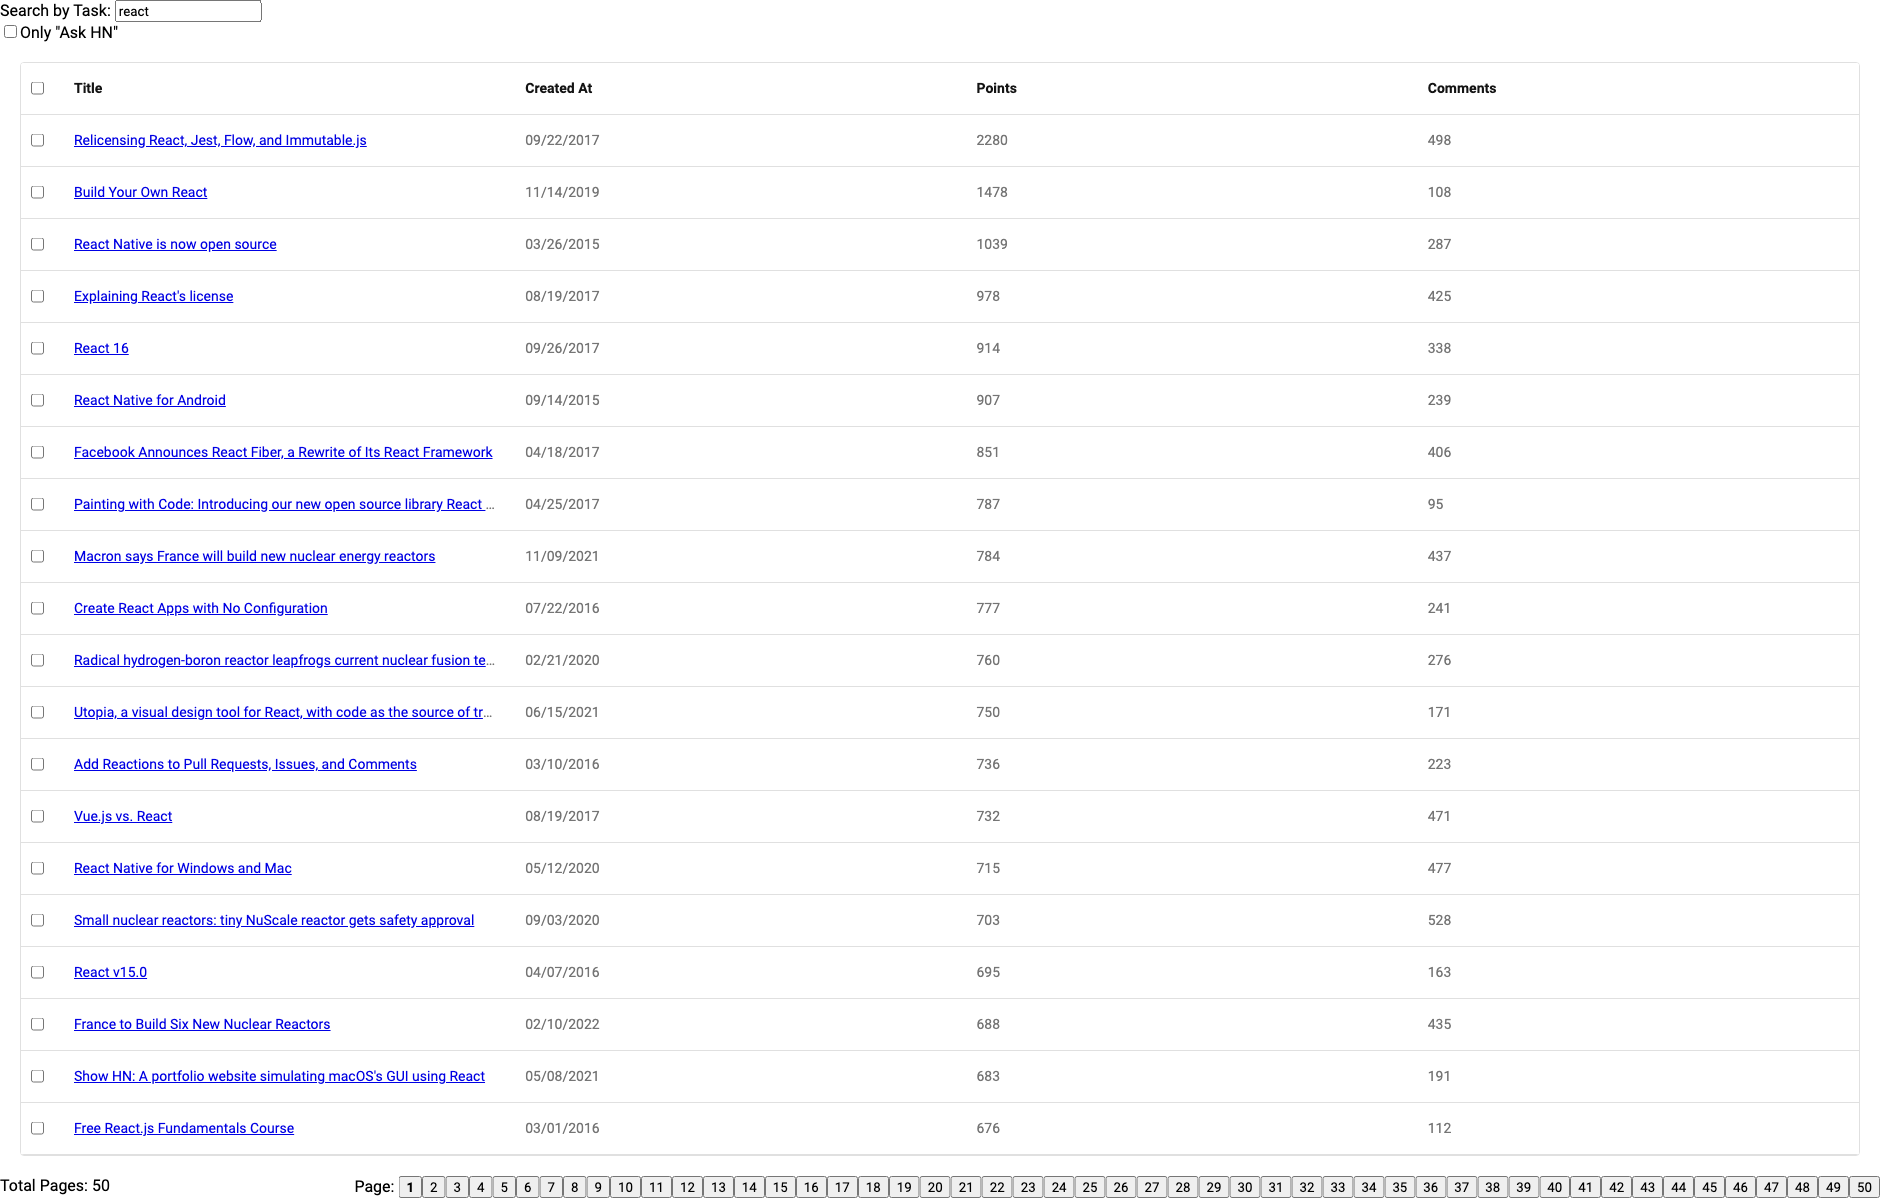 Search by Task: react
Only "Ask HN"
Title Created At Points Comments
Relicensing React, Jest, Flow, and Immutable.js 09/22/2017 2280 498
Build Your Own React 11/14/2019 1478 108
React Native is now open source 03/26/2015 1039 287
Explaining React's license 08/19/2017 978 425
React 16 09/26/2017 914 338
React Native for Android 09/14/2015 907 239
Facebook Announces React Fiber, a Rewrite of Its React Framework 04/18/2017 851 406
Painting with Code: Introducing our new open source library React ... 04/25/2017 787 95
Macron says France will build new nuclear energy reactors 11/09/2021 784 437
Create React Apps with No Configuration 07/22/2016 777 241
Radical hydrogen-boron reactor leapfrogs current nuclear fusion te... 02/21/2020 760 276
Utopia, a visual design tool for React, with code as the source of tr... 06/15/2021 750 171
Add Reactions to Pull Requests, Issues, and Comments 03/10/2016 736 223
Vue.js vs. React 08/19/2017 732 471
React Native for Windows and Mac 05/12/2020 715 477
Small nuclear reactors: tiny NuScale reactor gets safety approval 09/03/2020 703 528
React v15.0 04/07/2016 695 163
France to Build Six New Nuclear Reactors 02/10/2022 688 435
Show HN: A portfolio website simulating macOS's GUI using React 05/08/2021 683 191
Free React.js Fundamentals Course 03/01/2016 676 112
Total Pages: 50 Page: 1 2 3 4 5 6 7 8 9 10 11 12 13 14 15 16 17 18 19 20 21 22 23 24 25 26 27 28 29 30 31 32 33 34 35 36 37 38 39 40 41 42 43 44 45 46 47 48 49 50